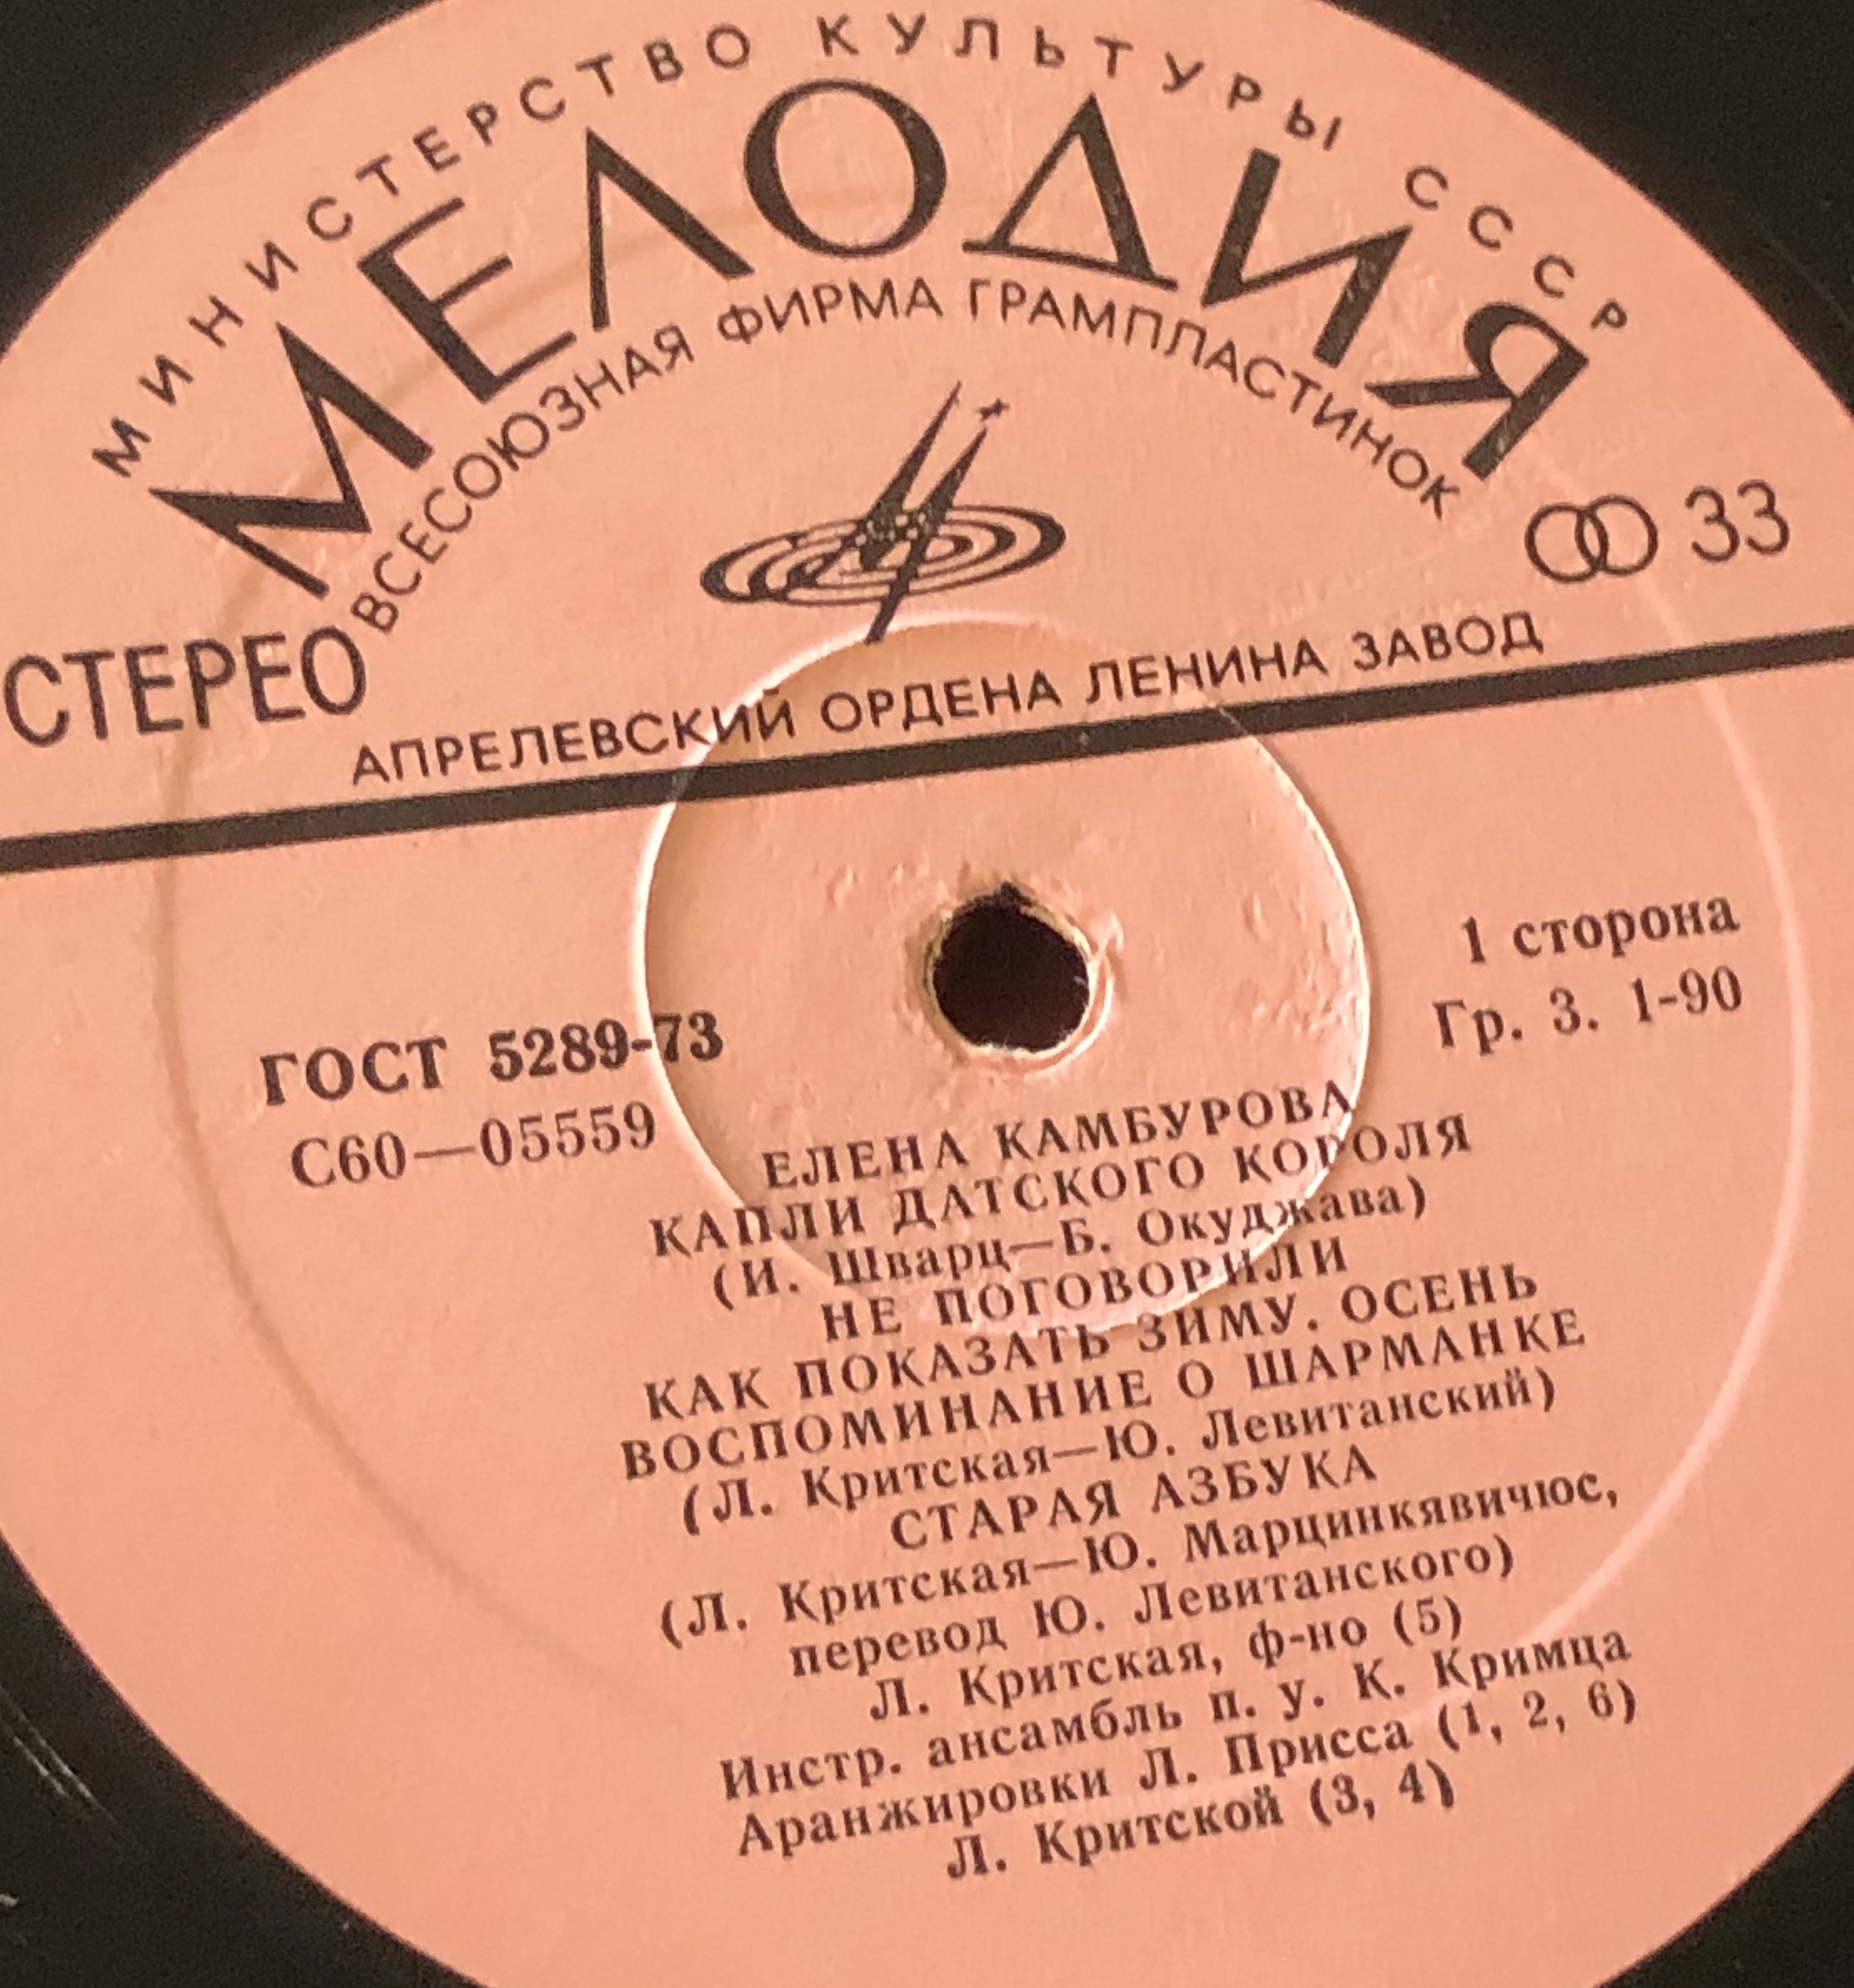 МИНИСТЕРСТВО КУЛЬТУРЫ СССР
МЕЛОДИЯ
ВСЕСОЮЗНАЯ ФИРМА ГРАМПЛАСТИНОК
33
СТЕРЕО
АПРЕЛЕВСКИЙ ОРДЕНА ЛЕНИНА ЗАВОД
1 сторона
ГОСТ 5289-73
Гр. 3. 1-90
С60—05559
ЕЛЕНА КАМБУРОВА
КАПЛИ ДАТСКОГО КОРОЛЯ
(И. Шварц—Б. Окуджава)
НЕ ПОГОВОРИЛИ
КАК ПОКАЗАТЬ ЗИМУ. ОСЕНЬ
ВОСПОМИНАНИЕ О ШАРМАНКЕ
(Л. Критская—Ю. Левитанский)
СТАРАЯ АЗБУКА
(Л. Критская—Ю. Марцинкявичюс,
перевод Ю. Левитанского)
Л. Критская, ф-но (5)
Инстр. ансамбль п. у. К. Кримца
Аранжировки Л. Присса (1, 2, 6)
Л. Критской (3, 4)